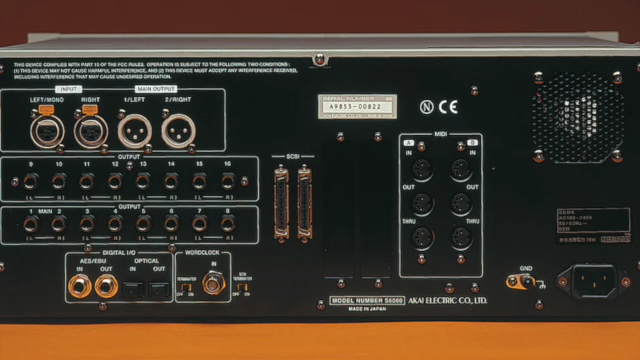 THIS DEVICE COMPLIES WITH PART 15 OF THE FCC RULES. OPERATION IS SUBJECT TO THE FOLLOWING TWO CONDITIONS:
(1) THIS DEVICE MAY NOT CAUSE HARMFUL INTERFERENCE, AND (2) THIS DEVICE MUST ACCEPT ANY INTERFERENCE RECEIVED,
INCLUDING INTERFERENCE THAT MAY CAUSE UNDESIRED OPERATION.
INPUT MAIN OUTPUT
LEFT/MONO RIGHT 1/LEFT 2/RIGHT
SERIAL NUMBER
A9855-00822
N CE
OUTPUT
9 10 11 12 13 14 15 16
(L R) (L R) (L R) (L R)
OUTPUT
1 MAIN 2 3 4 5 6 7 8
(L R) (L R) (L R) (L R)
SCSI
MIDI
A B
IN
OUT
THRU
DIGITAL I/O
AES/EBU OPTICAL
IN OUT IN OUT
WORDCLOCK
IN
TERMINATOR
OFF ON
SCSI TERMINATOR
OFF ON
GND
MODEL NUMBER S6000
MADE IN JAPAN
AKAI ELECTRIC CO., LTD.